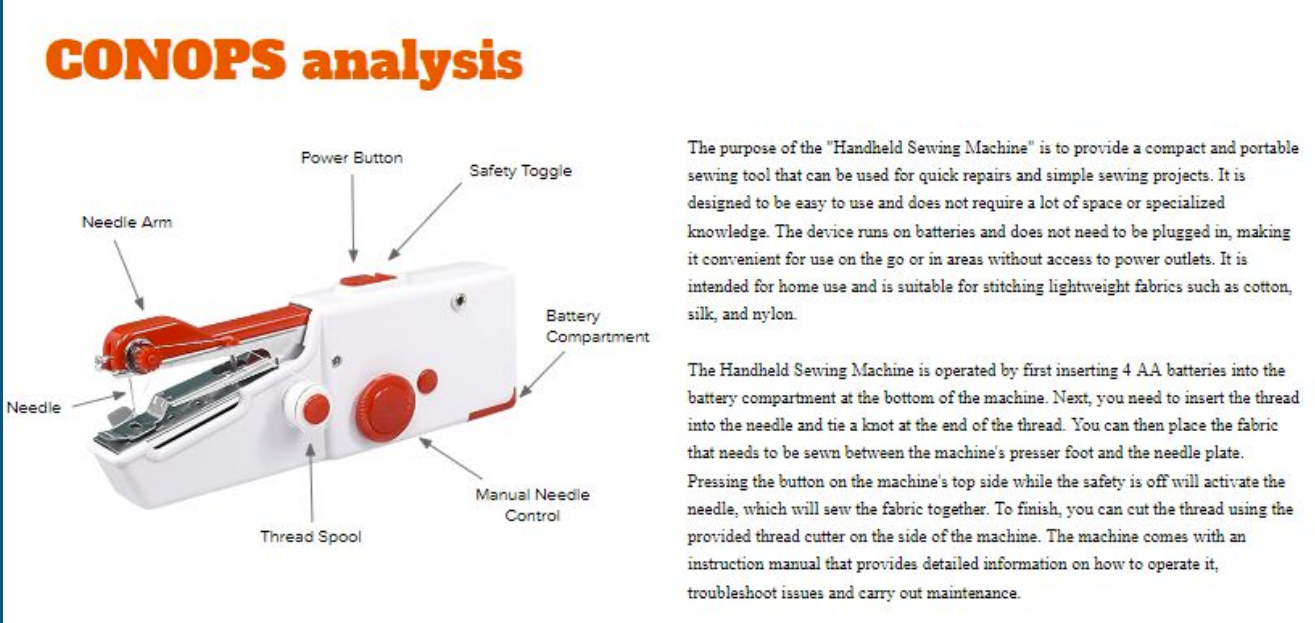 CONOPS analysis
Power Button
Safety Toggle
Needle Arm
Battery
Compartment
Needle
Manual Needle
Control
Thread Spool
The purpose of the "Handheld Sewing Machine" is to provide a compact and portable
sewing tool that can be used for quick repairs and simple sewing projects. It is
designed to be easy to use and does not require a lot of space or specialized
knowledge. The device runs on batteries and does not need to be plugged in, making
it convenient for use on the go or in areas without access to power outlets. It is
intended for home use and is suitable for stitching lightweight fabrics such as cotton,
silk, and nylon.
The Handheld Sewing Machine is operated by first inserting 4 AA batteries into the
battery compartment at the bottom of the machine. Next, you need to insert the thread
into the needle and tie a knot at the end of the thread. You can then place the fabric
that needs to be sewn between the machine's presser foot and the needle plate.
Pressing the button on the machine's top side while the safety is off will activate the
needle, which will sew the fabric together. To finish, you can cut the thread using the
provided thread cutter on the side of the machine. The machine comes with an
instruction manual that provides detailed information on how to operate it,
troubleshoot issues and carry out maintenance.